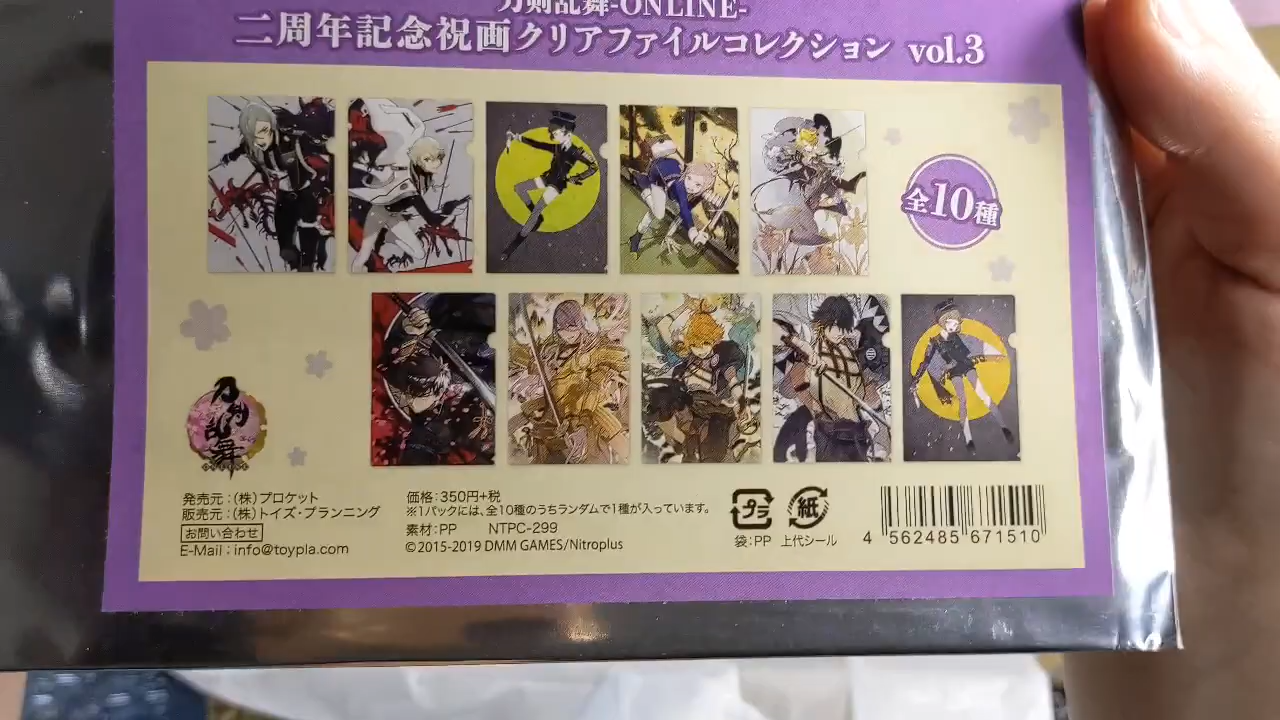 刀剣乱舞-ONLINE-
二周年記念祝画クリアファイルコレクション vol.3
全10種
刀剣乱舞
ONLINE
発売元：(株)ブロケット
販売元：(株)トイズ・プランニング
お問い合わせ
E-Mail：info@toypla.com
価格：350円+税
※1パックには、全10種のうちランダムで1種が入っています。
素材：PP NTPC-299
©2015-2019 DMM GAMES/Nitroplus
プラ
袋：PP
紙
上代シール
4 562485 671510